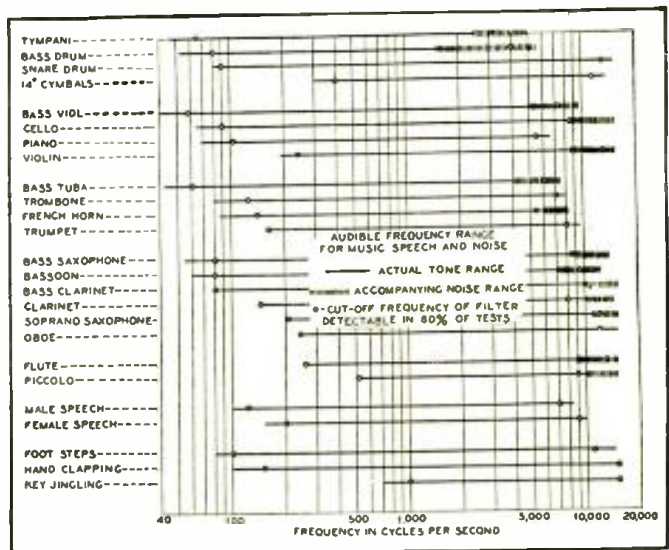 TYMPANI
BASS DRUM
SNARE DRUM
14" CYMBALS
BASS VIOL
CELLO
PIANO
VIOLIN
BASS TUBA
TROMBONE
FRENCH HORN
TRUMPET
BASS SAXOPHONE
BASSOON
BASS CLARINET
CLARINET
SOPRANO SAXOPHONE
OBOE
FLUTE
PICCOLO
MALE SPEECH
FEMALE SPEECH
FOOT STEPS
HAND CLAPPING
KEY JINGLING
AUDIBLE FREQUENCY RANGE
FOR MUSIC SPEECH AND NOISE
ACTUAL TONE RANGE
ACCOMPANYING NOISE RANGE
CUT-OFF FREQUENCY OF FILTER
DETECTABLE IN 80% OF TESTS
40 100 500 1,000 5,000 10,000 20,000
FREQUENCY IN CYCLES PER SECOND